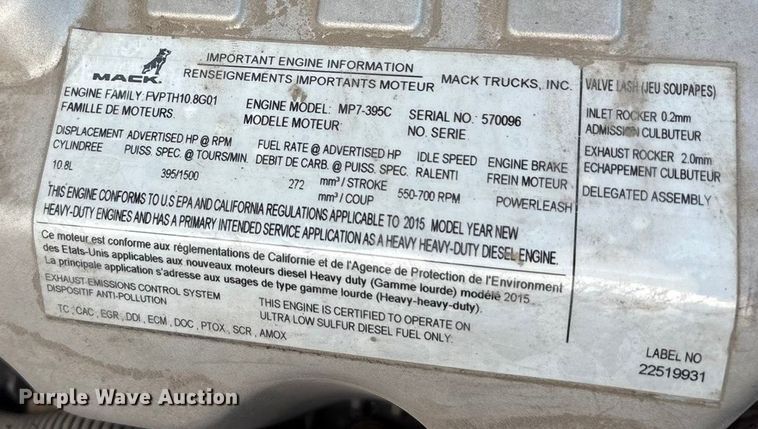 MACK
IMPORTANT ENGINE INFORMATION
RENSEIGNEMENTS IMPORTANTS MOTEUR
MACK TRUCKS, INC.
ENGINE FAMILY: FVPTH10.8G01
FAMILLE DE MOTEURS
ENGINE MODEL: MP7-395C
MODELE MOTEUR
SERIAL NO: 570096
NO. SERIE
DISPLACEMENT
CYLINDREE
10.8L
ADVERTISED HP @ RPM
PUISS. SPEC. @ TOURS/MIN.
395/1500
FUEL RATE @ ADVERTISED HP
DEBIT DE CARB. @ PUISS. SPEC.
272 mm³ / STROKE
mm³ / COUP
IDLE SPEED
RALENTI
550-700 RPM
ENGINE BRAKE
FREIN MOTEUR
POWERLEASH
THIS ENGINE CONFORMS TO U.S EPA AND CALIFORNIA REGULATIONS APPLICABLE TO 2015 MODEL YEAR NEW
HEAVY-DUTY ENGINES AND HAS A PRIMARY INTENDED SERVICE APPLICATION AS A HEAVY HEAVY-DUTY DIESEL ENGINE.
Ce moteur est conforme aux réglementations de Californie et de l'Agence de Protection de l'Environment
des Etats-Unis applicables aux nouveaux moteurs diesel Heavy duty (Gamme lourde) modélé 2015.
La principale application s'adresse aux usages de type gamme lourde (Heavy-heavy-duty).
EXHAUST EMISSIONS CONTROL SYSTEM
DISPOSITIF ANTI-POLLUTION
TC, CAC, EGR, DDI, ECM, DOC, PTOX, SCR, AMOX
THIS ENGINE IS CERTIFIED TO OPERATE ON
ULTRA LOW SULFUR DIESEL FUEL ONLY.
VALVE LASH (JEU SOUPAPES)
INLET ROCKER 0.2mm
ADMISSION CULBUTEUR
EXHAUST ROCKER 2.0mm
ECHAPPEMENT CULBUTEUR
DELEGATED ASSEMBLY
LABEL NO
22519931
Purple Wave Auction